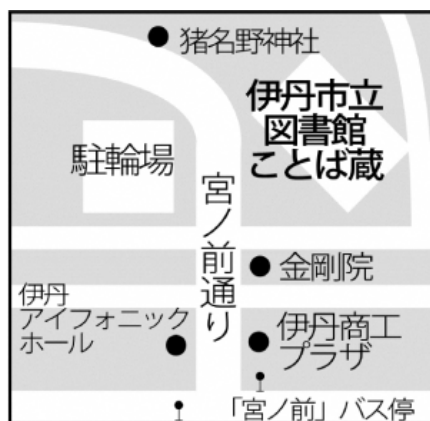 猪名野神社
伊丹市立
図書館
ことば蔵
駐輪場
宮ノ前通り
金剛院
伊丹
アイフォニック
ホール
伊丹商工
プラザ
「宮ノ前」バス停